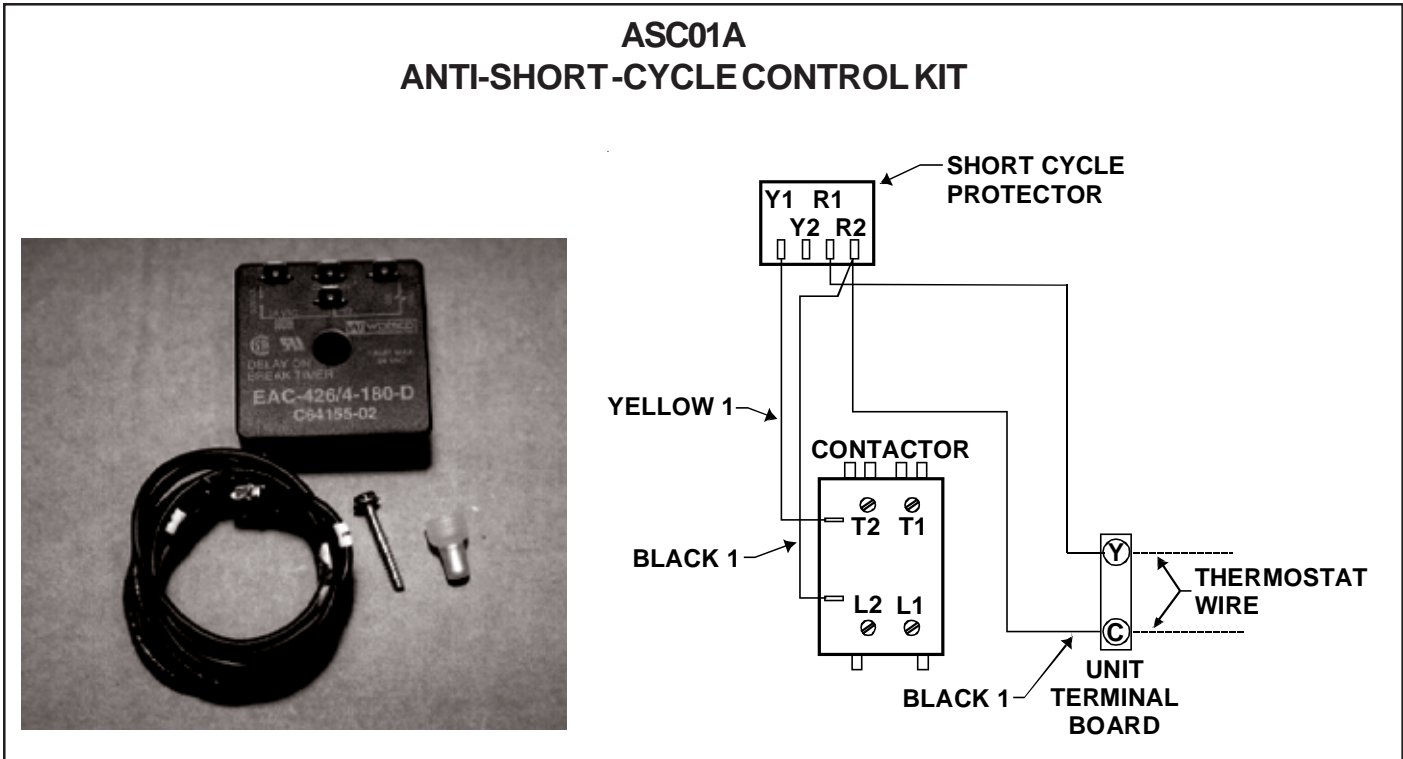 ASC01A
ANTI-SHORT-CYCLE CONTROL KIT
DELAY ON
BREAK TIMER
EAC-426/4-180-D
C64155-02
SHORT CYCLE
PROTECTOR
Y1 R1
Y2 R2
YELLOW 1
CONTACTOR
T2 T1
BLACK 1
L2 L1
Y
THERMOSTAT
WIRE
C
BLACK 1
UNIT
TERMINAL
BOARD